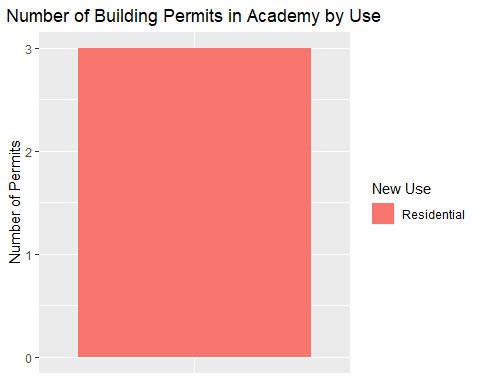 Number of Building Permits in Academy by Use
Number of Permits
3
2
1
0
New Use
Residential